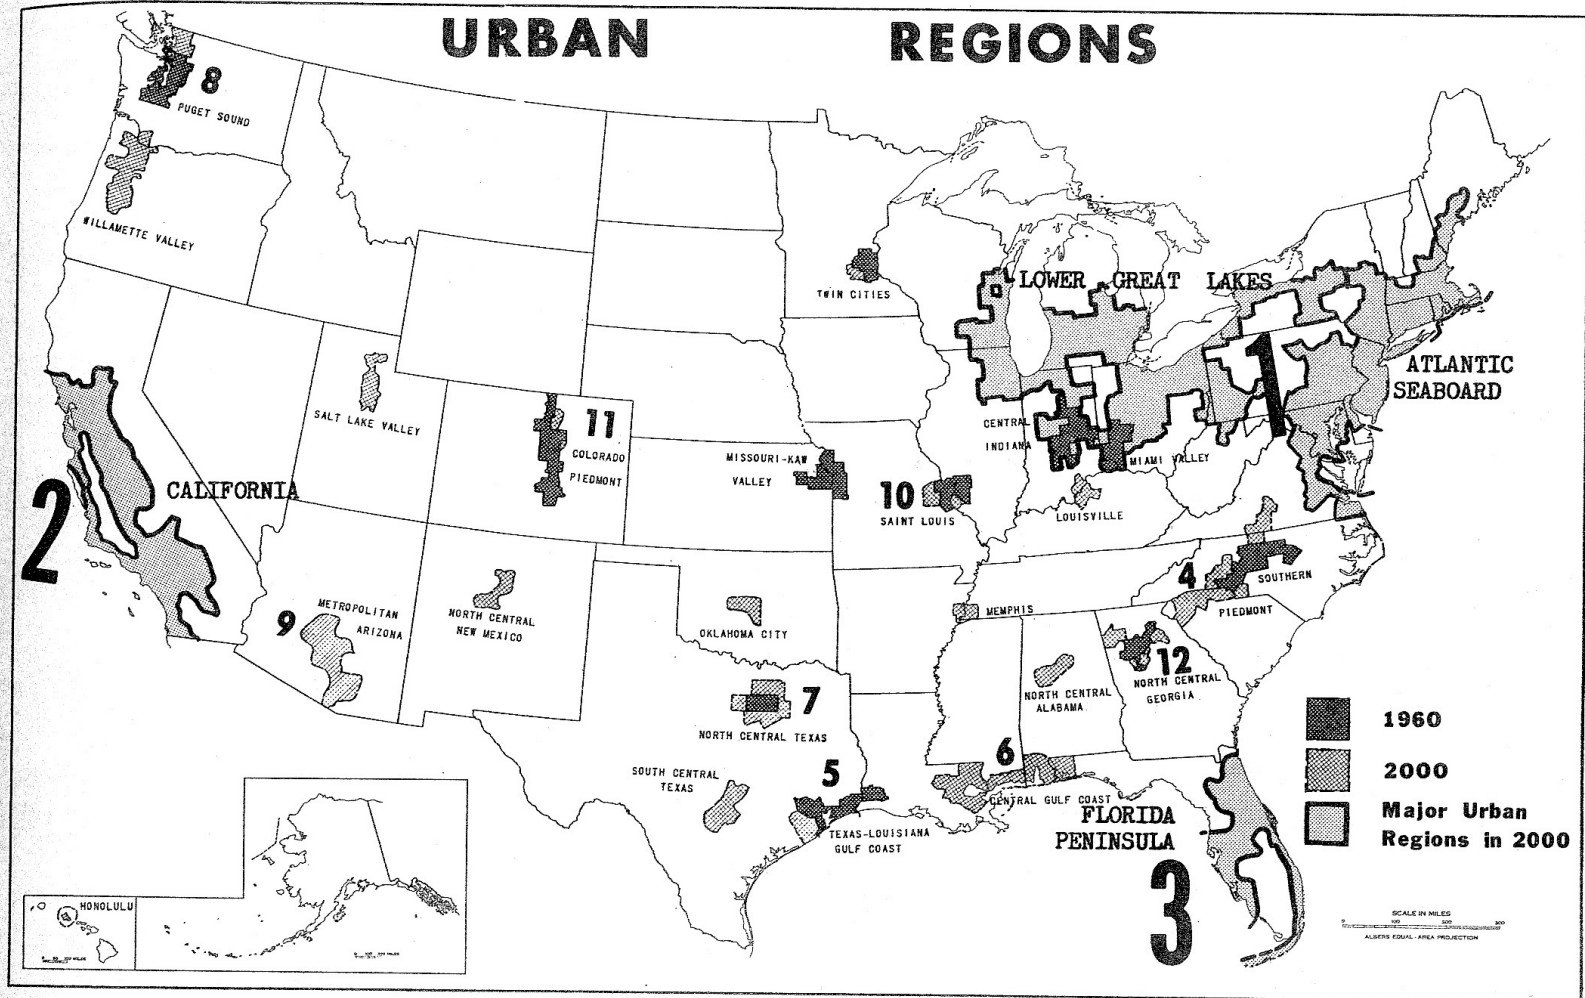 URBAN REGIONS
8
PUGET SOUND
WILLAMETTE VALLEY
TWIN CITIES
LOWER GREAT LAKES
1
ATLANTIC
SEABOARD
SALT LAKE VALLEY
11
COLORADO
PIEDMONT
MISSOURI-KAW
VALLEY
CENTRAL
INDIANA
MIAMI VALLEY
2
CALIFORNIA
10
SAINT LOUIS
LOUISVILLE
4
SOUTHERN
PIEDMONT
9
METROPOLITAN
ARIZONA
NORTH CENTRAL
NEW MEXICO
OKLAHOMA CITY
MEMPHIS
7
NORTH CENTRAL TEXAS
NORTH CENTRAL
ALABAMA
12
NORTH CENTRAL
GEORGIA
SOUTH CENTRAL
TEXAS
5
TEXAS-LOUISIANA
GULF COAST
6
CENTRAL GULF COAST
FLORIDA
PENINSULA
3
1960
2000
Major Urban
Regions in 2000
HONOLULU
SCALE IN MILES
0 100 200 300
ALBERS EQUAL-AREA PROJECTION